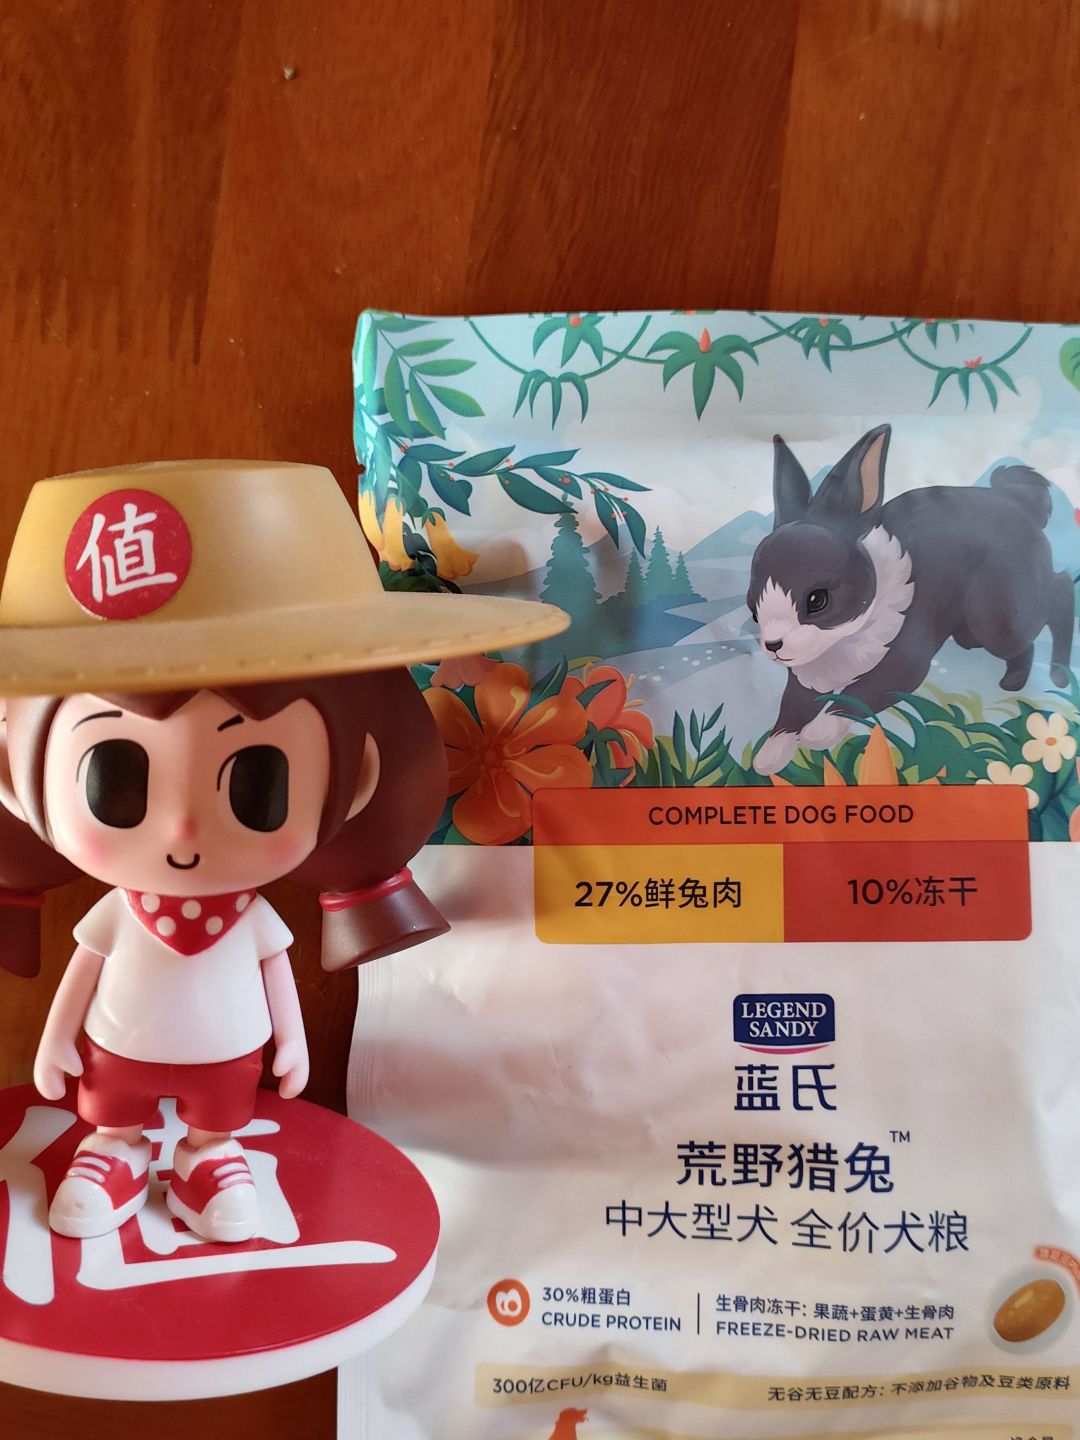 值
COMPLETE DOG FOOD
27%鲜兔肉
10%冻干
LEGEND
SANDY
蓝氏
荒野猎兔™
中大型犬 全价犬粮
30%粗蛋白
CRUDE PROTEIN
生骨肉冻干: 果蔬+蛋黄+生骨肉
FREEZE-DRIED RAW MEAT
300亿CFU/kg益生菌
无谷无豆配方: 不添加谷物及豆类原料
值